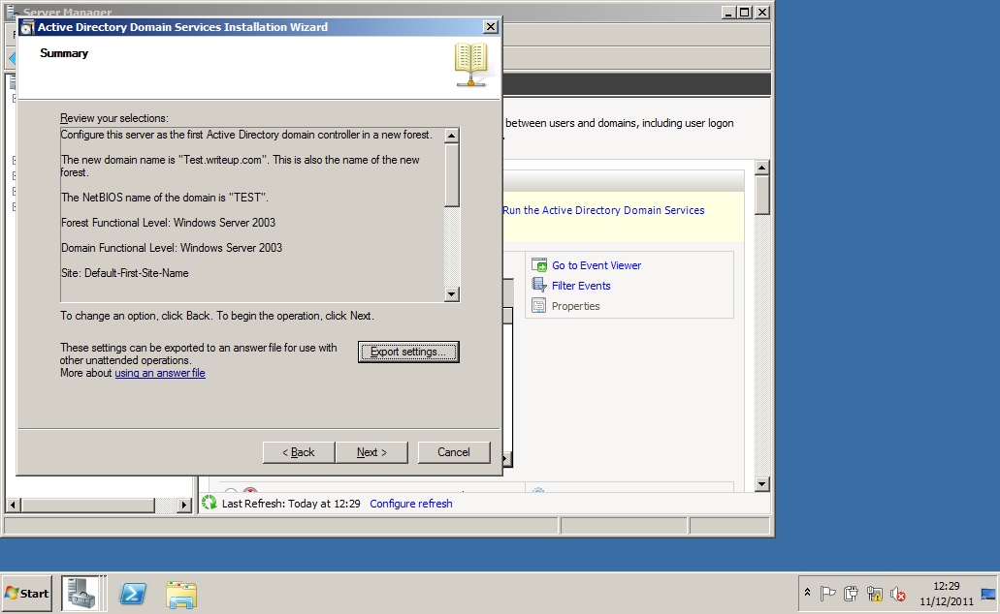 Server Manager
Active Directory Domain Services Installation Wizard
Summary
Review your selections:
Configure this server as the first Active Directory domain controller in a new forest.
The new domain name is "Test.writeup.com". This is also the name of the new
forest.
The NetBIOS name of the domain is "TEST".
Forest Functional Level: Windows Server 2003
Domain Functional Level: Windows Server 2003
Site: Default-First-Site-Name
To change an option, click Back. To begin the operation, click Next.
These settings can be exported to an answer file for use with
other unattended operations.
More about using an answer file
Export settings...
< Back
Next >
Cancel
between users and domains, including user logon
Run the Active Directory Domain Services
Go to Event Viewer
Filter Events
Properties
Last Refresh: Today at 12:29 Configure refresh
Start
12:29
11/12/2011